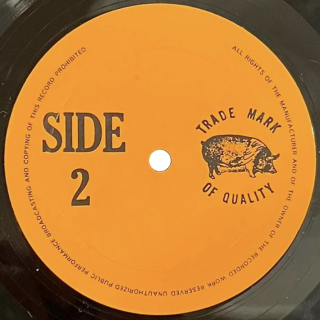 SIDE
2
TRADE MARK
OF QUALITY
ALL RIGHTS OF THE MANUFACTURER AND OF THE OWNER OF THE RECORDED WORK RESERVED UNAUTHORIZED PUBLIC PERFORMANCE BROADCASTING AND COPYING OF THIS RECORD PROHIBITED